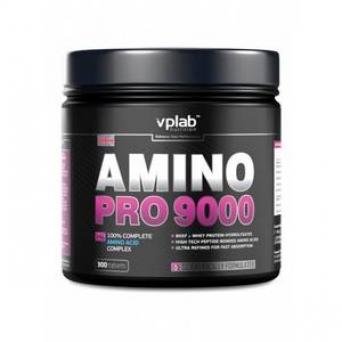 vplab
nutrition
AMINO
PRO 9000
100% COMPLETE
AMINO ACID
COMPLEX
BEEF + WHEY PROTEIN HYDROLYSATES
HIGH TECH PEPTIDE BONDED AMINO ACIDS
ULTRA REFINED FOR FAST ABSORPTION
300 tablets